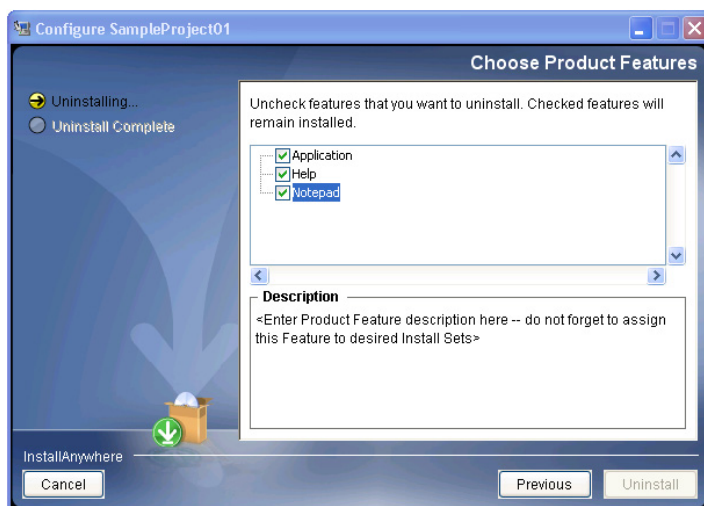 Configure SampleProject01
Choose Product Features
Uninstalling...
Uninstall Complete
Uncheck features that you want to uninstall. Checked features will
remain installed.
Application
Help
Notepad
Description
<Enter Product Feature description here -- do not forget to assign
this Feature to desired Install Sets>
InstallAnywhere
Cancel
Previous
Uninstall